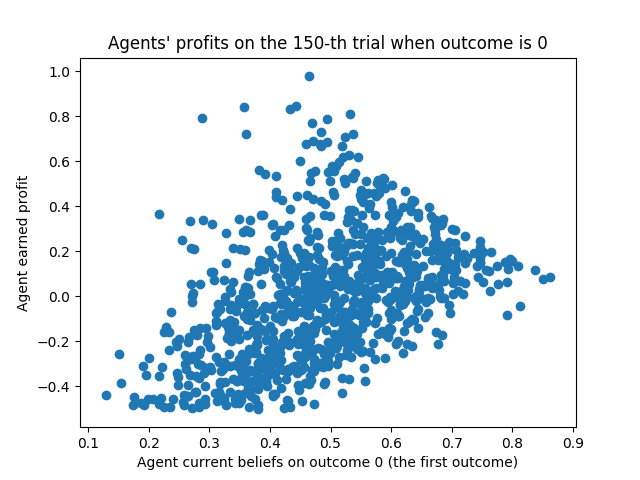 Agents' profits on the 150-th trial when outcome is 0
Agent earned profit
1.0
0.8
0.6
0.4
0.2
0.0
−0.2
−0.4
0.1 0.2 0.3 0.4 0.5 0.6 0.7 0.8 0.9
Agent current beliefs on outcome 0 (the first outcome)